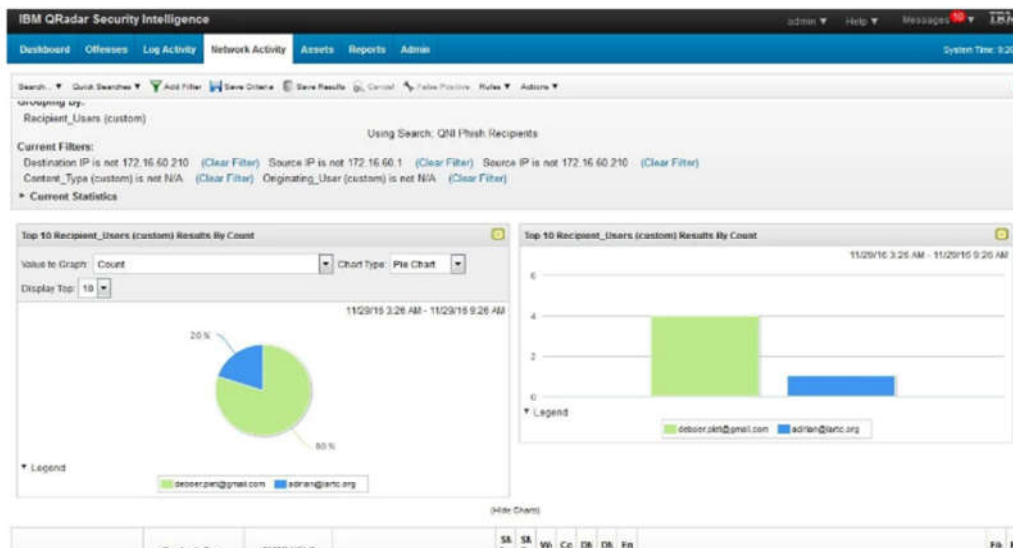 IBM QRadar Security Intelligence
admin Help Messages 10 IBM
Dashboard Offenses Log Activity Network Activity Assets Reports Admin
System Time: 9:20
Search... Quick Searches Add Filter Save Criteria Save Results Cancel False Positive Rules Actions
Grouping By:
Recipient_Users (custom)
Using Search: QNI Phish Recipients
Current Filters:
Destination IP is not 172.16.60.210 (Clear Filter) Source IP is not 172.16.60.1 (Clear Filter) Source IP is not 172.16.60.210 (Clear Filter)
Content_Type (custom) is not N/A (Clear Filter) Originating_User (custom) is not N/A (Clear Filter)
Current Statistics
Top 10 Recipient_Users (custom) Results By Count
Value to Graph: Count Chart Type: Pie Chart
Display Top: 10
11/29/16 3:26 AM - 11/29/16 9:26 AM
20 %
80 %
Legend
deboer.piet@gmail.com adrian@lartc.org
Top 10 Recipient_Users (custom) Results By Count
11/29/16 3:26 AM - 11/29/16 9:26 AM
6
4
2
0
Legend
deboer.piet@gmail.com adrian@lartc.org
(Hide Charts)